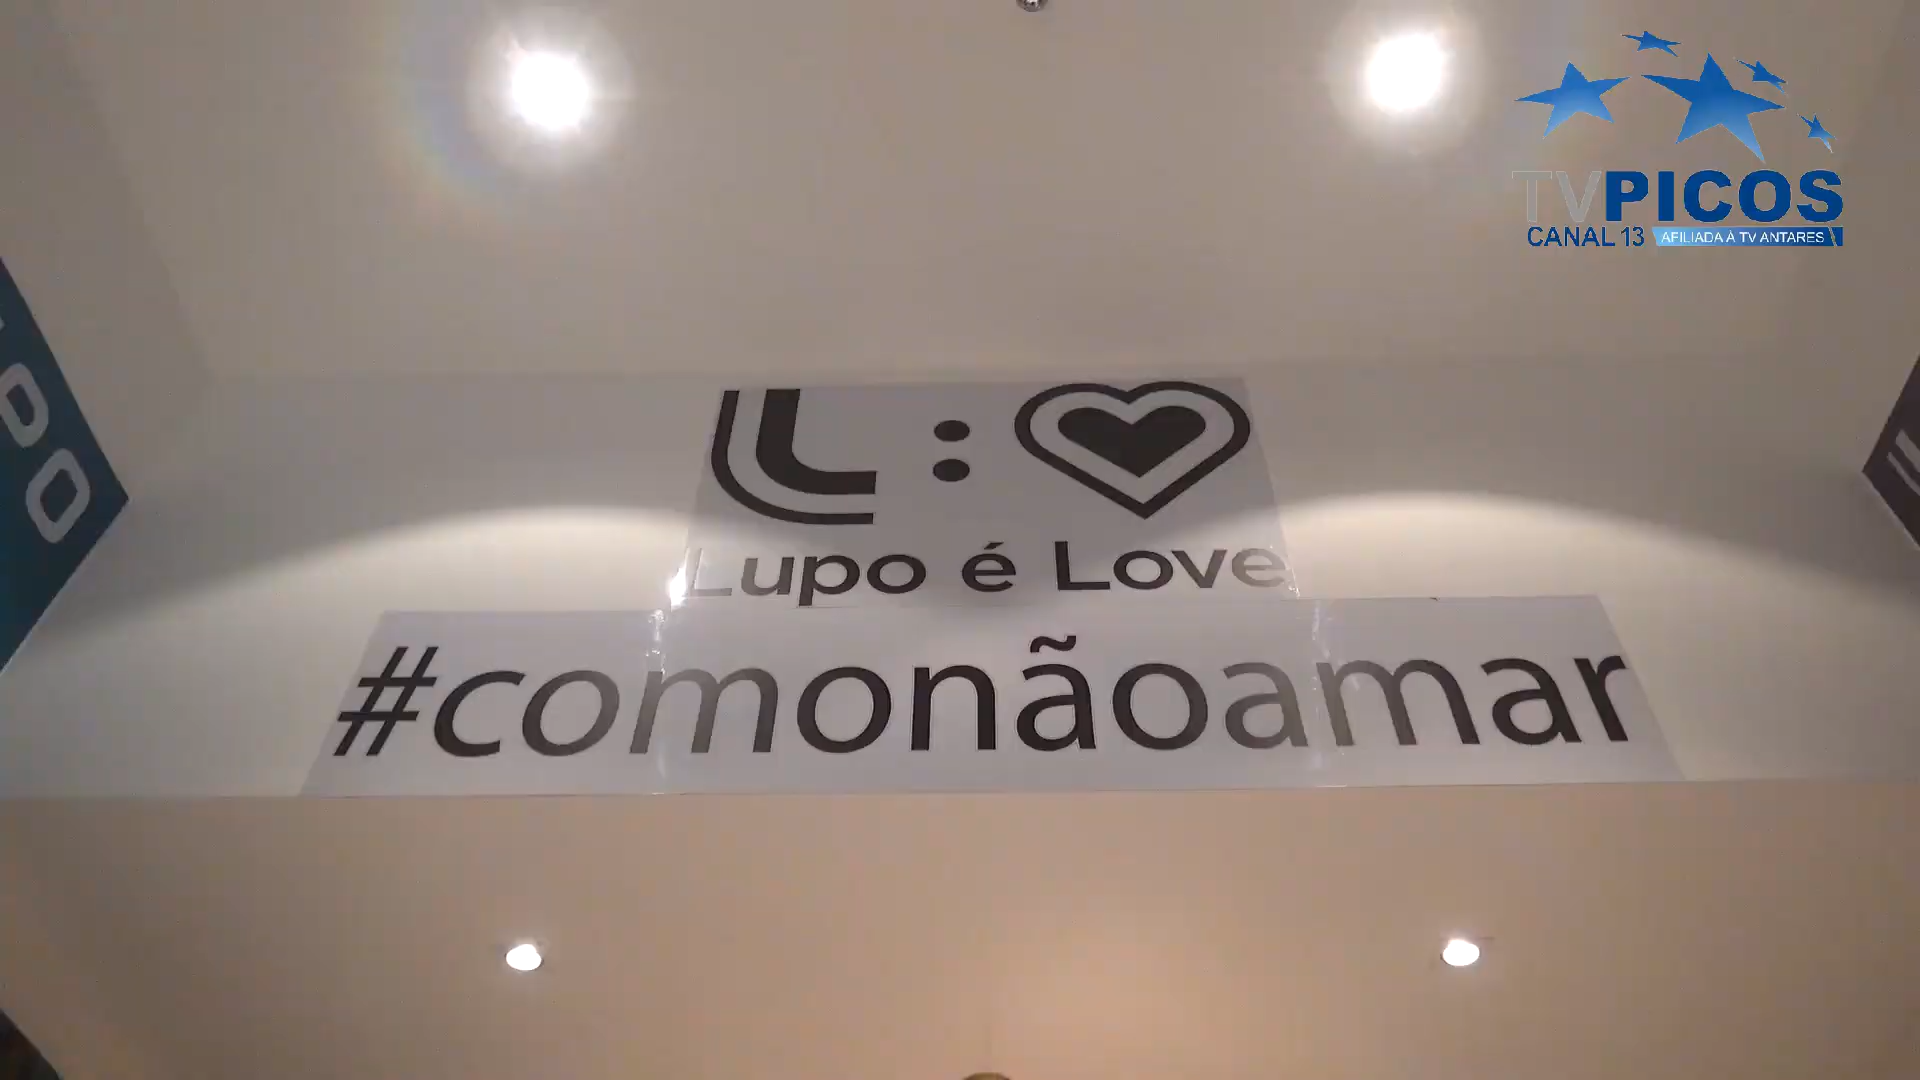 TVPICOS
CANAL 13 AFILIADA À TV ANTARES
L:
Lupo é Love
#comonãoamar